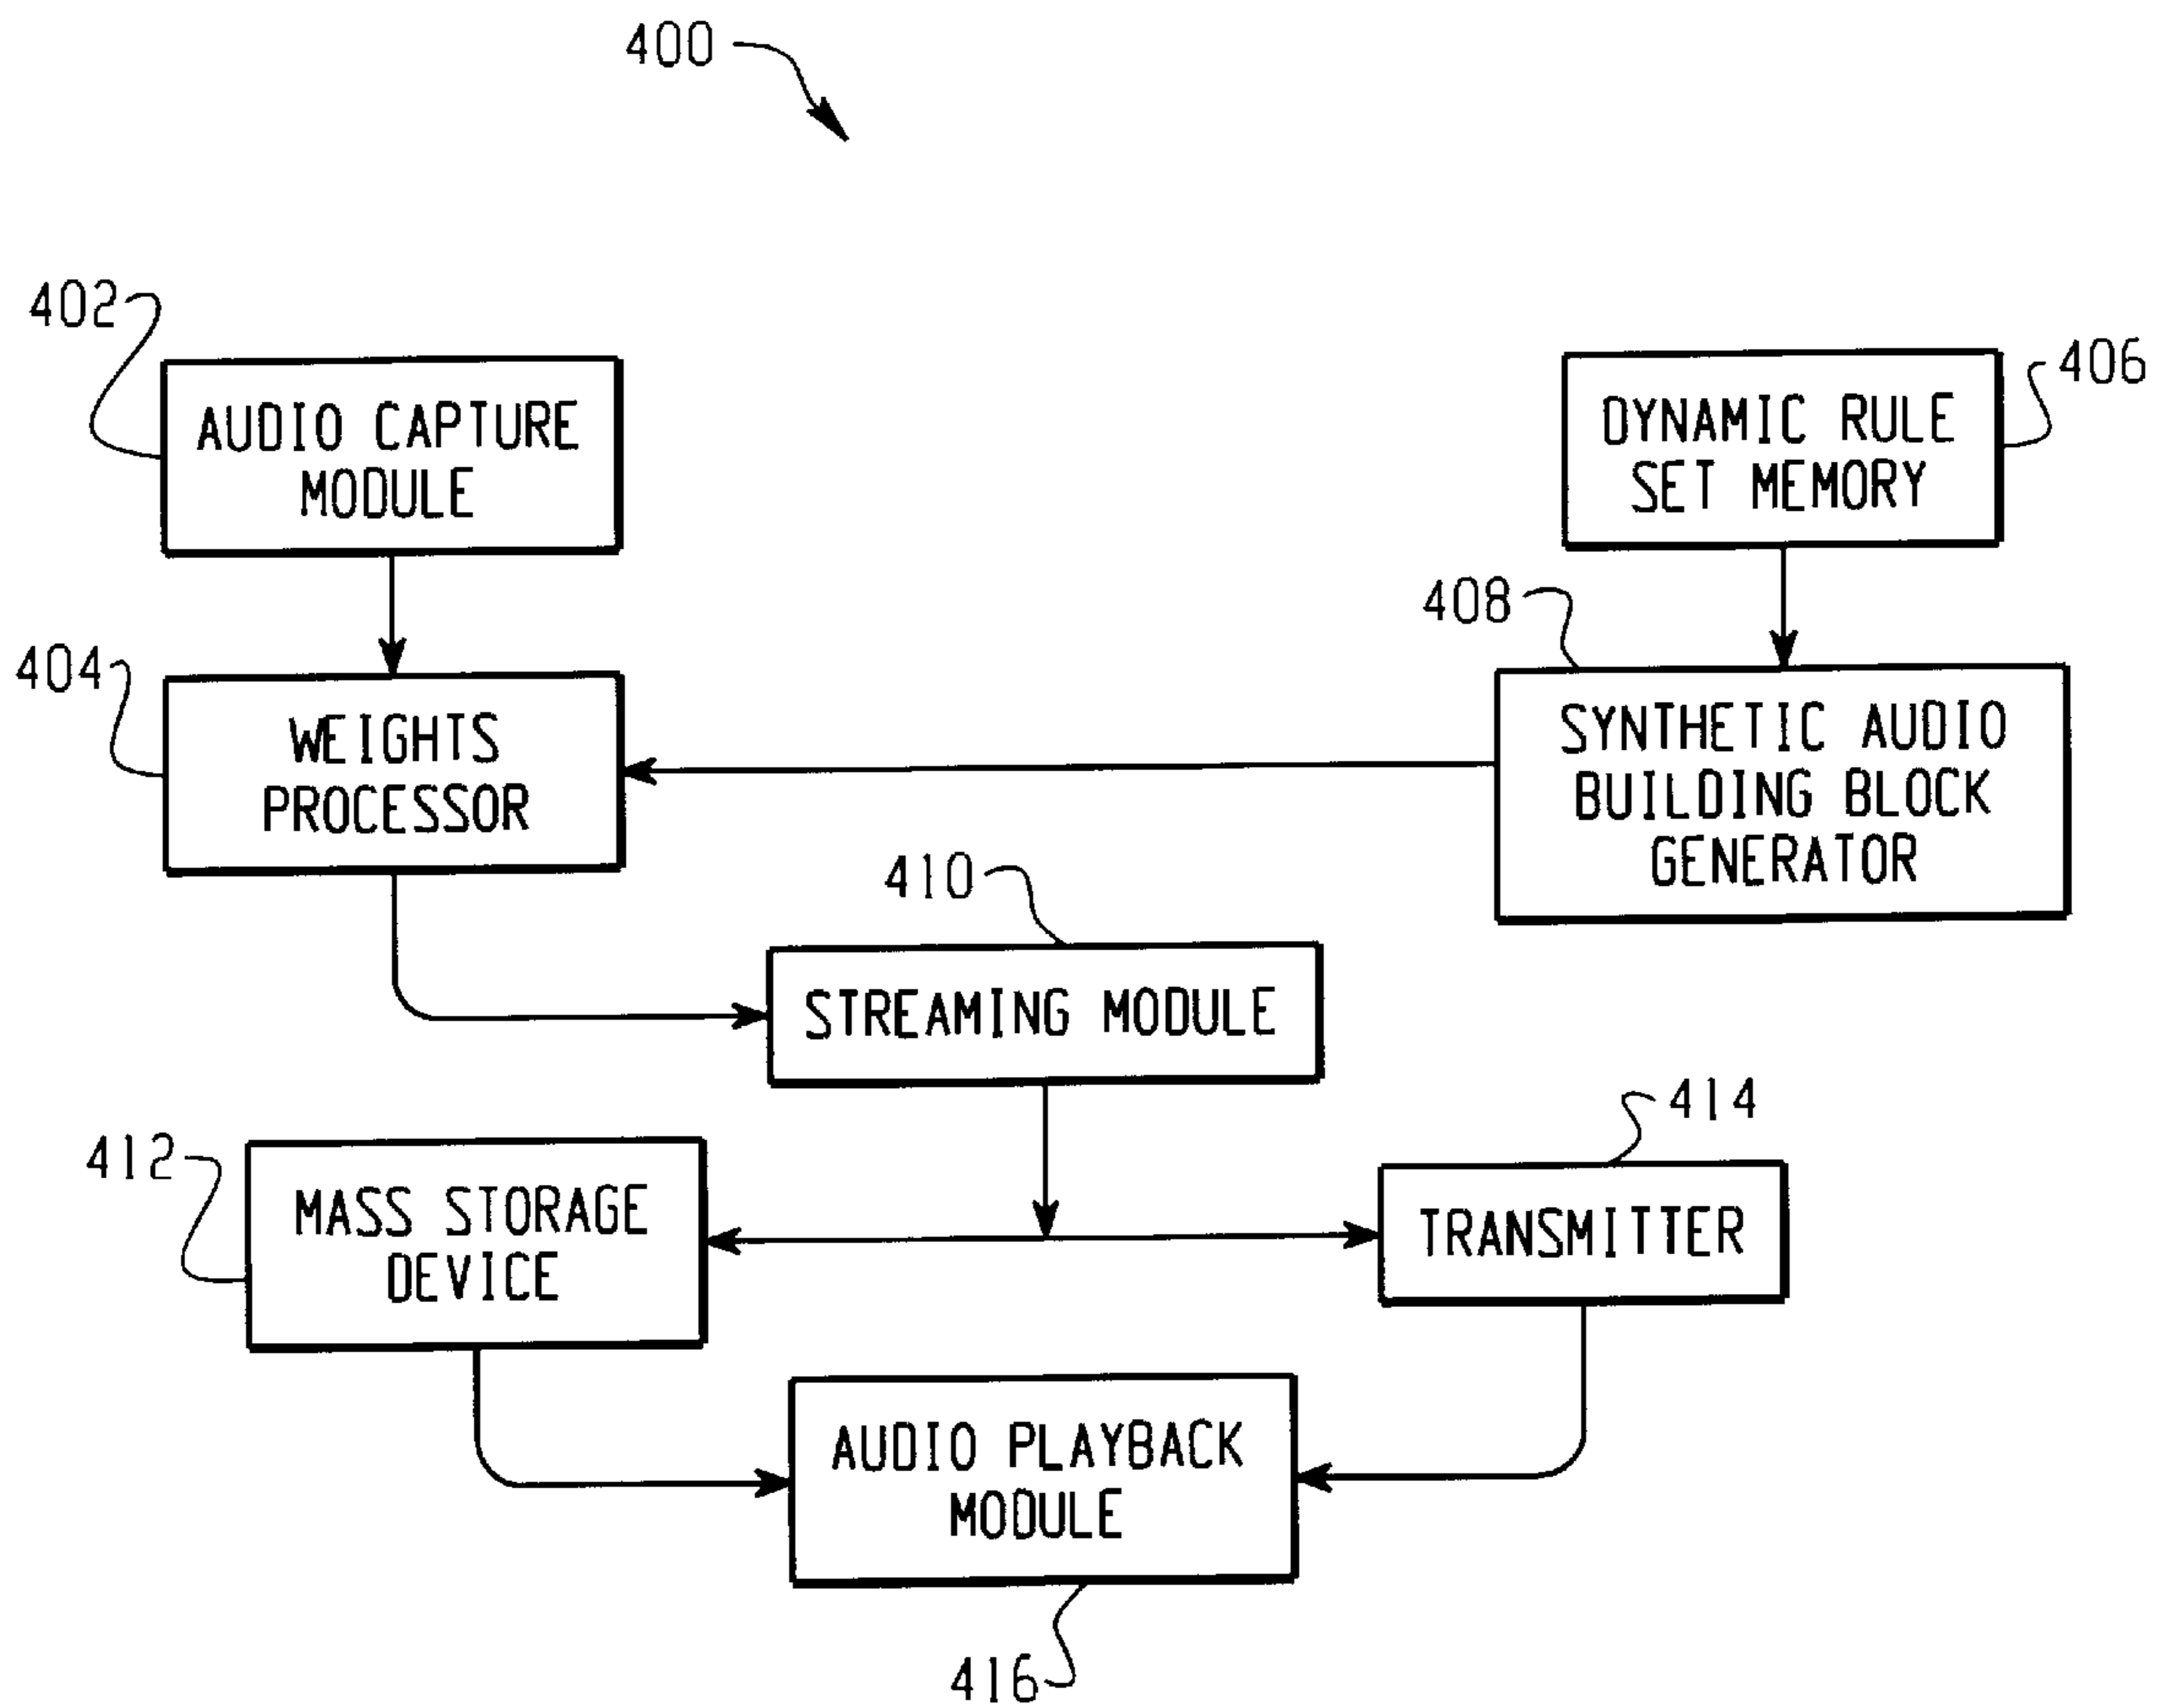 400
402
AUDIO CAPTURE
MODULE
406
DYNAMIC RULE
SET MEMORY
404
WEIGHTS
PROCESSOR
408
SYNTHETIC AUDIO
BUILDING BLOCK
GENERATOR
410
STREAMING MODULE
412
MASS STORAGE
DEVICE
414
TRANSMITTER
AUDIO PLAYBACK
MODULE
416